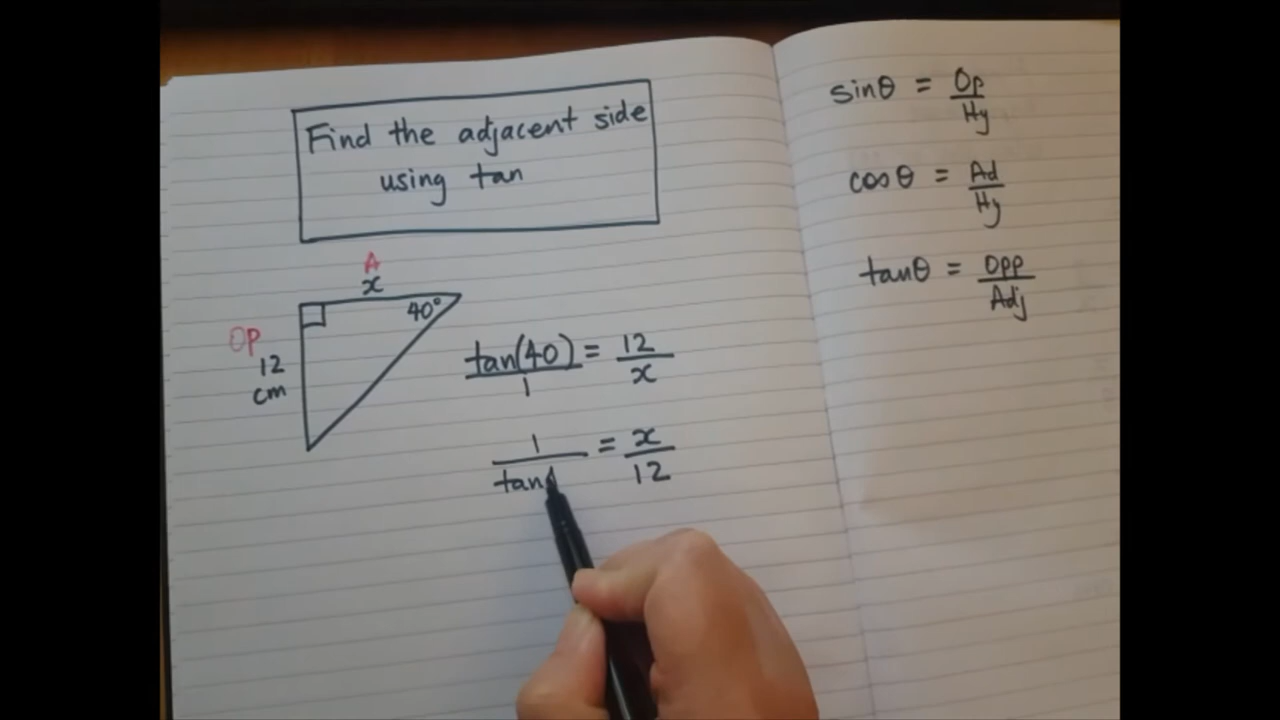 Find the adjacent side
using tan
A
x
40°
Op
12
cm
tan(40) = 12
1 x
1 = x
tan( 12
sinθ = Op
Hy
cosθ = Ad
Hy
tanθ = Opp
Adj